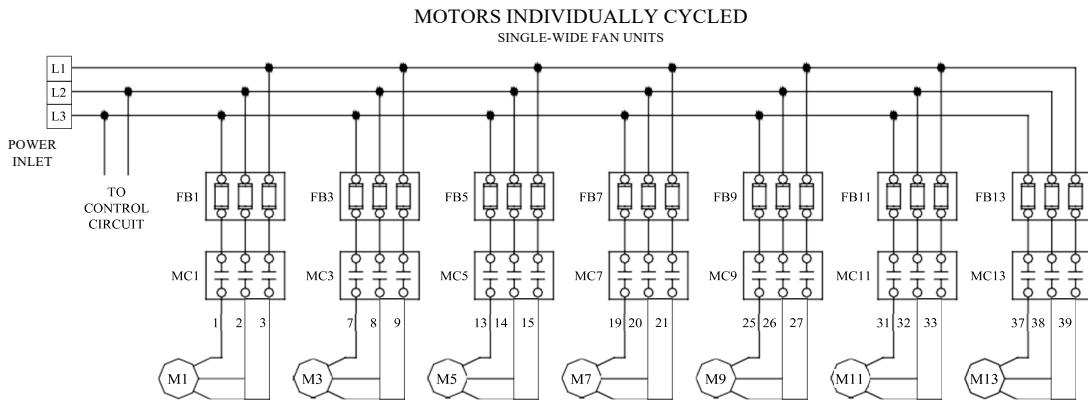 MOTORS INDIVIDUALLY CYCLED
SINGLE-WIDE FAN UNITS
L1
L2
L3
POWER
INLET
TO
CONTROL
CIRCUIT
FB1 FB3 FB5 FB7 FB9 FB11 FB13
MC1 MC3 MC5 MC7 MC9 MC11 MC13
1 2 3 7 8 9 13 14 15 19 20 21 25 26 27 31 32 33 37 38 39
M1 M3 M5 M7 M9 M11 M13